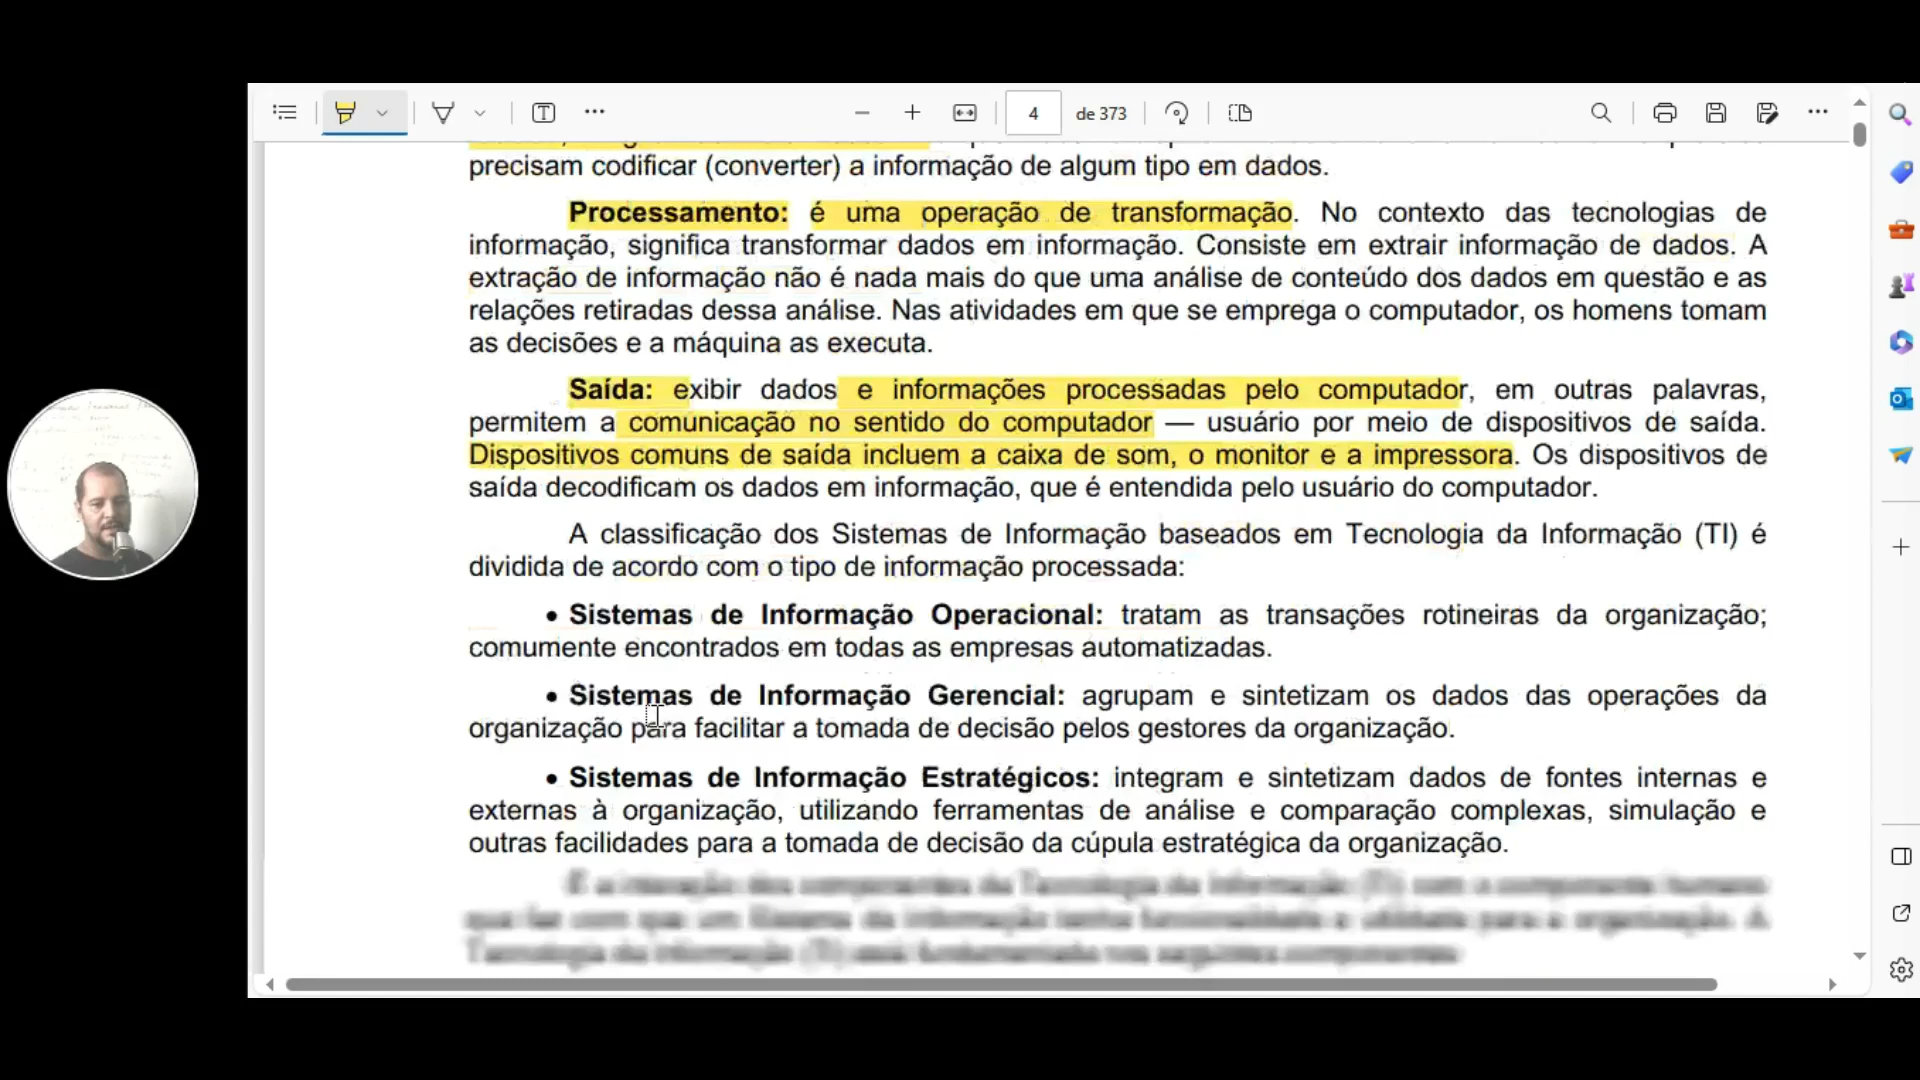 4 de 373
precisam codificar (converter) a informação de algum tipo em dados.
Processamento: é uma operação de transformação. No contexto das tecnologias de
informação, significa transformar dados em informação. Consiste em extrair informação de dados. A
extração de informação não é nada mais do que uma análise de conteúdo dos dados em questão e as
relações retiradas dessa análise. Nas atividades em que se emprega o computador, os homens tomam
as decisões e a máquina as executa.
Saída: exibir dados e informações processadas pelo computador, em outras palavras,
permitem a comunicação no sentido do computador — usuário por meio de dispositivos de saída.
Dispositivos comuns de saída incluem a caixa de som, o monitor e a impressora. Os dispositivos de
saída decodificam os dados em informação, que é entendida pelo usuário do computador.
A classificação dos Sistemas de Informação baseados em Tecnologia da Informação (TI) é
dividida de acordo com o tipo de informação processada:
• Sistemas de Informação Operacional: tratam as transações rotineiras da organização;
comumente encontrados em todas as empresas automatizadas.
• Sistemas de Informação Gerencial: agrupam e sintetizam os dados das operações da
organização para facilitar a tomada de decisão pelos gestores da organização.
• Sistemas de Informação Estratégicos: integram e sintetizam dados de fontes internas e
externas à organização, utilizando ferramentas de análise e comparação complexas, simulação e
outras facilidades para a tomada de decisão da cúpula estratégica da organização.